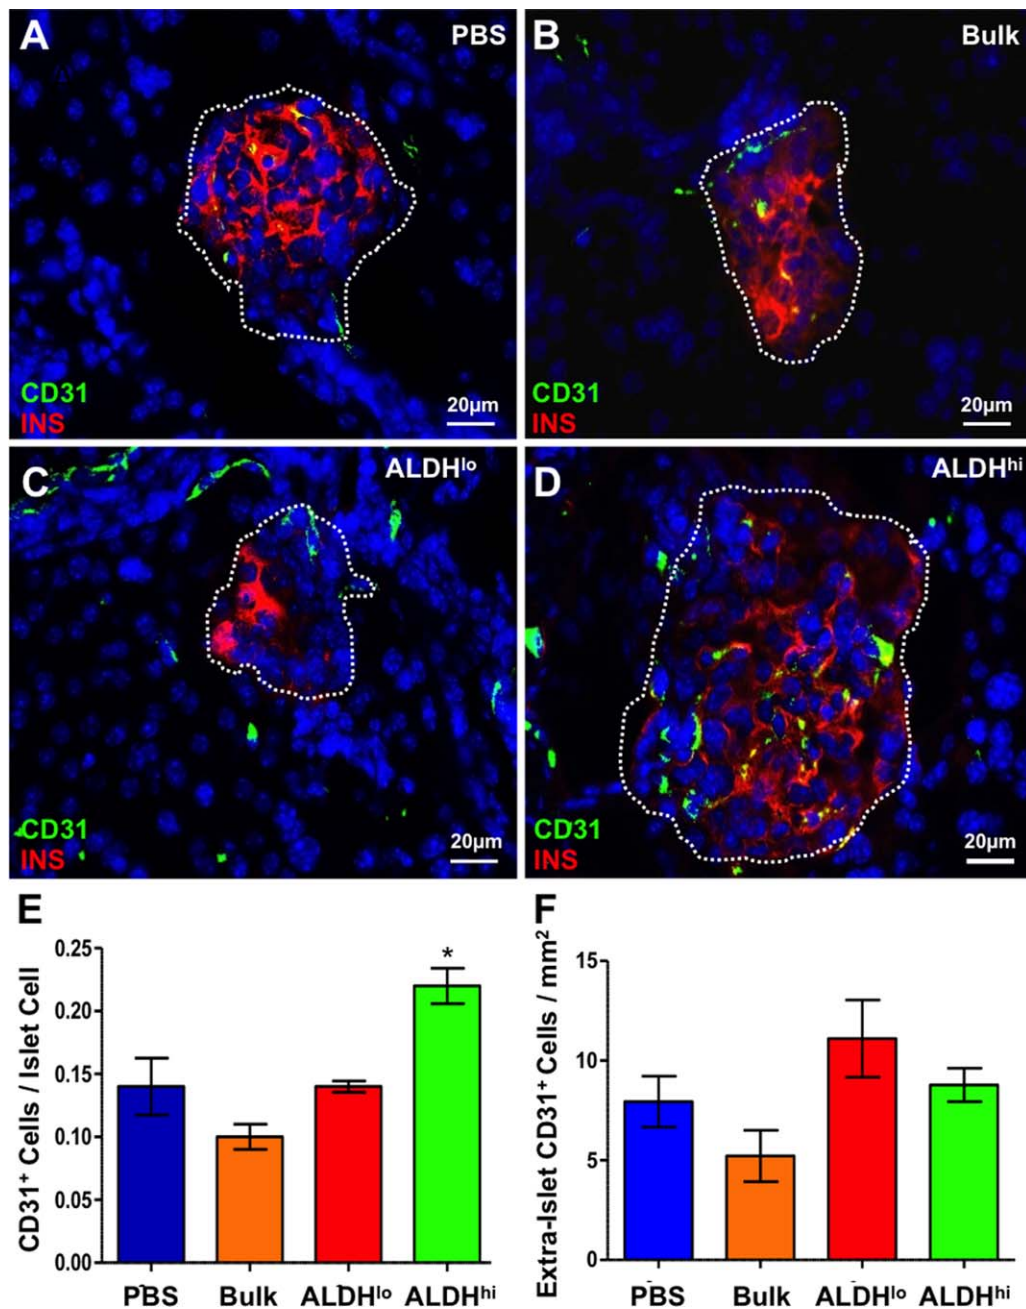 A
PBS
CD31
INS
20µm
B
Bulk
CD31
INS
20µm
C
ALDHˡᵒ
CD31
INS
20µm
D
ALDHʰⁱ
CD31
INS
20µm
E
CD31⁺ Cells / Islet Cell
0.25
0.20
0.15
0.10
0.05
0.00
*
PBS
Bulk
ALDHˡᵒ
ALDHʰⁱ
F
Extra-Islet CD31⁺ Cells / mm²
15
10
5
0
PBS
Bulk
ALDHˡᵒ
ALDHʰⁱ